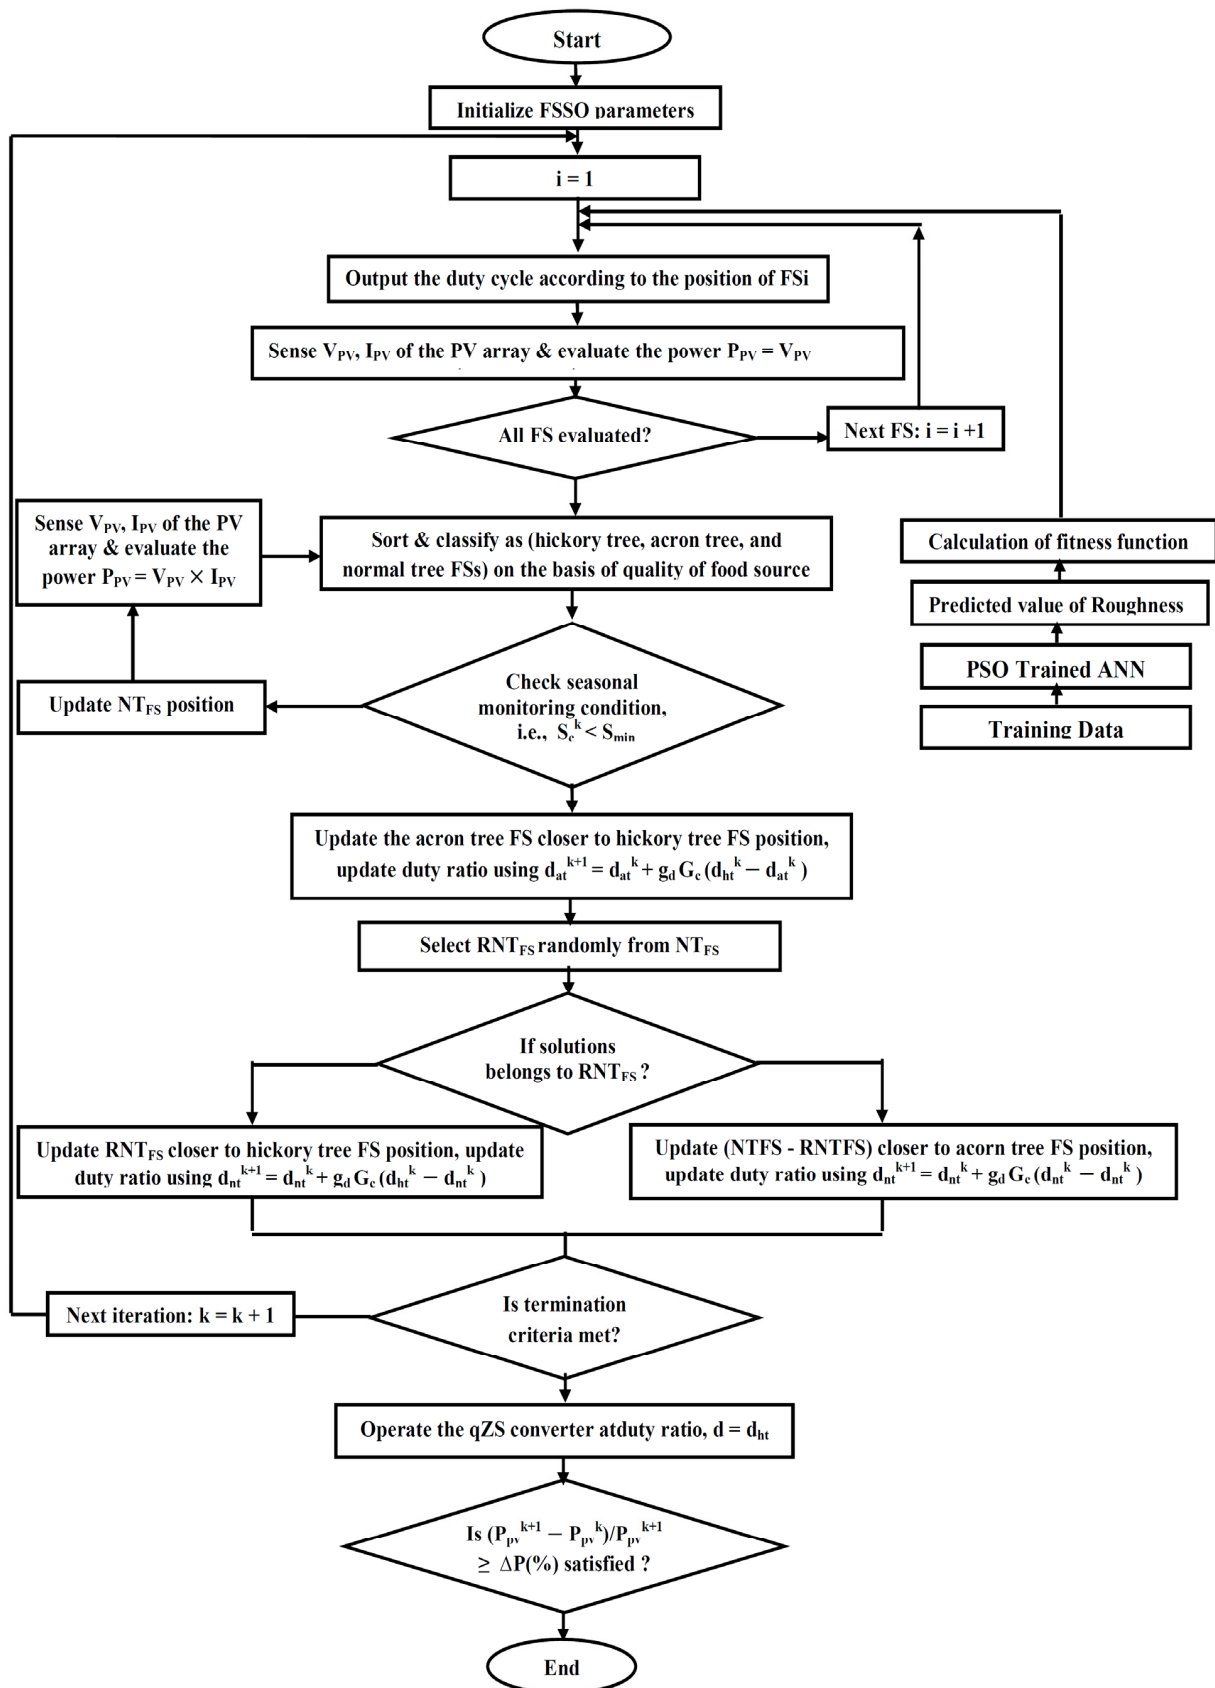 Start
Initialize FSSO parameters
i = 1
Output the duty cycle according to the position of FSi
Sense V_PV, I_PV of the PV array & evaluate the power P_PV = V_PV
All FS evaluated?
Next FS: i = i +1
Sense V_PV, I_PV of the PV
array & evaluate the
power P_PV = V_PV × I_PV
Sort & classify as (hickory tree, acron tree, and
normal tree FSs) on the basis of quality of food source
Calculation of fitness function
Predicted value of Roughness
PSO Trained ANN
Training Data
Check seasonal
monitoring condition,
i.e., S_c^k < S_min
Update NT_FS position
Update the acron tree FS closer to hickory tree FS position,
update duty ratio using d_at^k+1 = d_at^k + g_d G_c (d_ht^k − d_at^k )
Select RNT_FS randomly from NT_FS
If solutions
belongs to RNT_FS ?
Update RNT_FS closer to hickory tree FS position, update
duty ratio using d_nt^k+1 = d_nt^k + g_d G_c (d_ht^k − d_nt^k )
Update (NTFS - RNTFS) closer to acorn tree FS position,
update duty ratio using d_nt^k+1 = d_nt^k + g_d G_c (d_nt^k − d_nt^k )
Next iteration: k = k + 1
Is termination
criteria met?
Operate the qZS converter atduty ratio, d = d_ht
Is (P_pv^k+1 − P_pv^k)/P_pv^k+1
≥ ΔP(%) satisfied ?
End